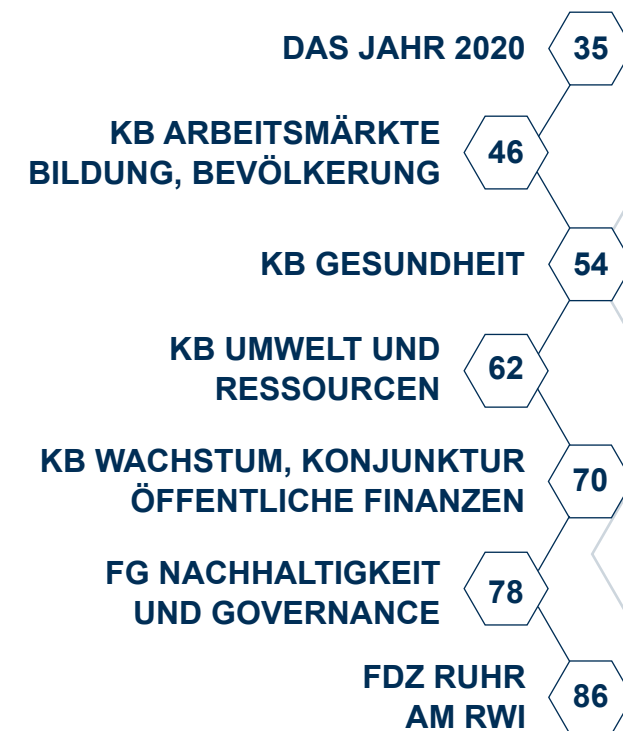 DAS JAHR 2020 35
KB ARBEITSMÄRKTE
BILDUNG, BEVÖLKERUNG 46
KB GESUNDHEIT 54
KB UMWELT UND
RESSOURCEN 62
KB WACHSTUM, KONJUNKTUR
ÖFFENTLICHE FINANZEN 70
FG NACHHALTIGKEIT
UND GOVERNANCE 78
FDZ RUHR
AM RWI 86